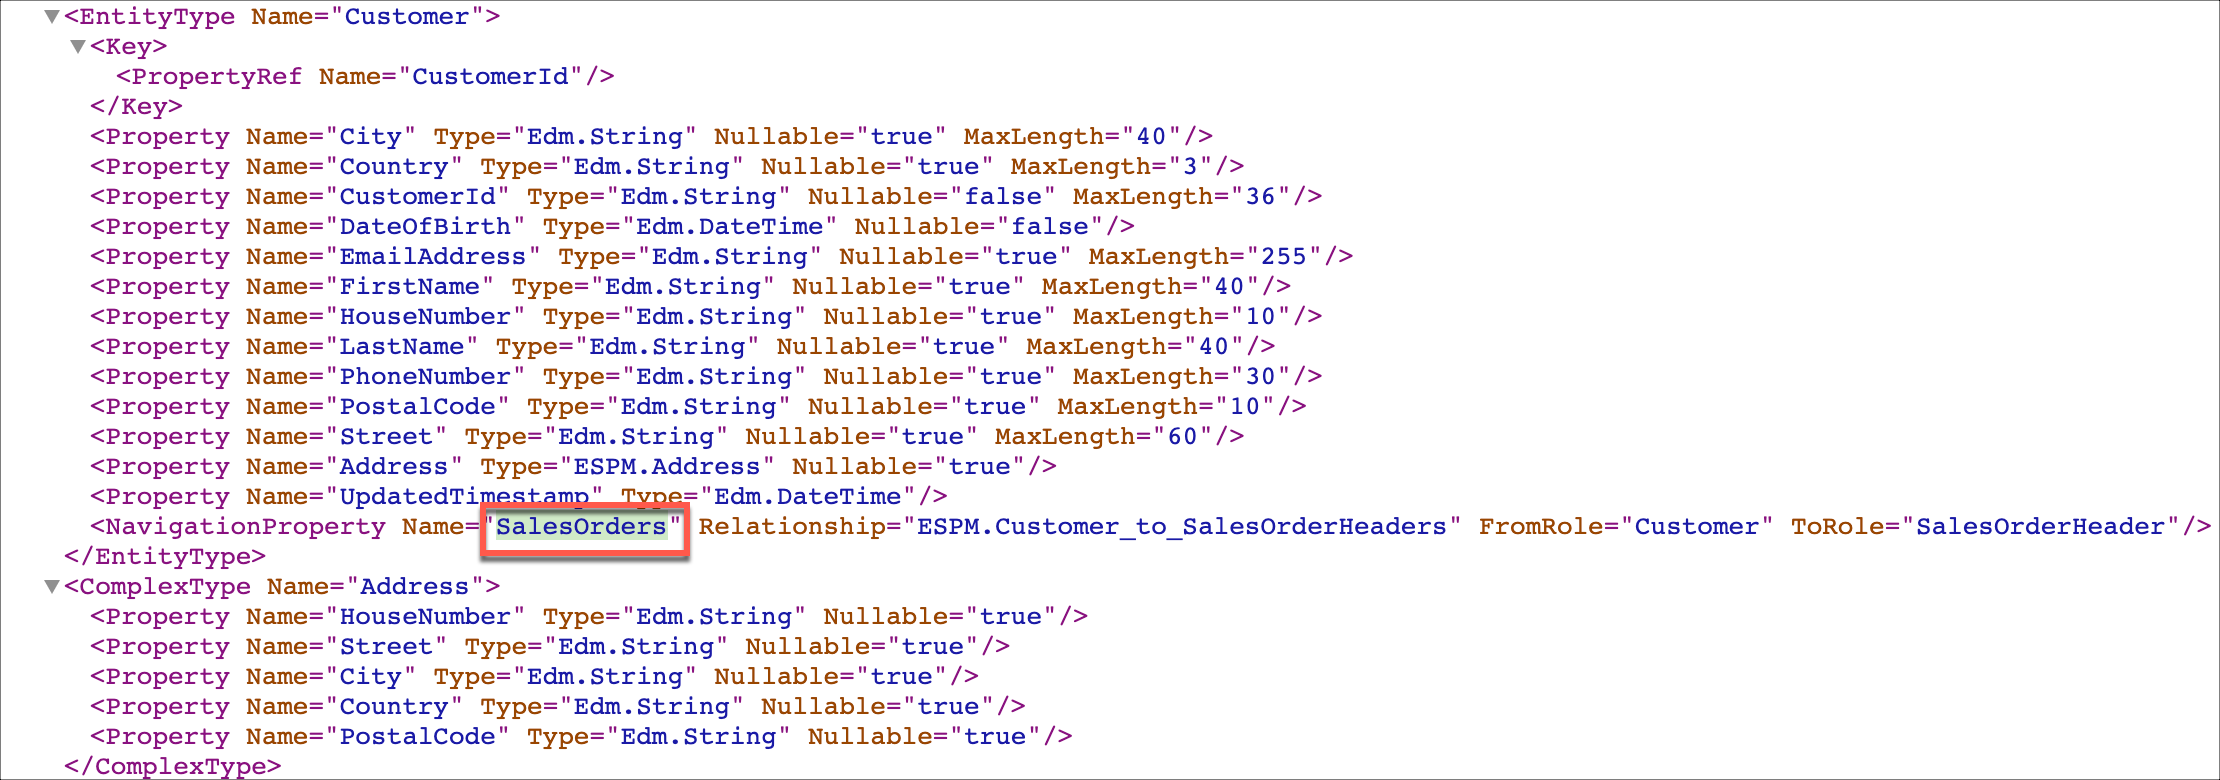 <EntityType Name="Customer">
<Key>
<PropertyRef Name="CustomerId"/>
</Key>
<Property Name="City" Type="Edm.String" Nullable="true" MaxLength="40"/>
<Property Name="Country" Type="Edm.String" Nullable="true" MaxLength="3"/>
<Property Name="CustomerId" Type="Edm.String" Nullable="false" MaxLength="36"/>
<Property Name="DateOfBirth" Type="Edm.DateTime" Nullable="false"/>
<Property Name="EmailAddress" Type="Edm.String" Nullable="true" MaxLength="255"/>
<Property Name="FirstName" Type="Edm.String" Nullable="true" MaxLength="40"/>
<Property Name="HouseNumber" Type="Edm.String" Nullable="true" MaxLength="10"/>
<Property Name="LastName" Type="Edm.String" Nullable="true" MaxLength="40"/>
<Property Name="PhoneNumber" Type="Edm.String" Nullable="true" MaxLength="30"/>
<Property Name="PostalCode" Type="Edm.String" Nullable="true" MaxLength="10"/>
<Property Name="Street" Type="Edm.String" Nullable="true" MaxLength="60"/>
<Property Name="Address" Type="ESPM.Address" Nullable="true"/>
<Property Name="UpdatedTimestamp" Type="Edm.DateTime"/>
<NavigationProperty Name="SalesOrders" Relationship="ESPM.Customer_to_SalesOrderHeaders" FromRole="Customer" ToRole="SalesOrderHeader"/>
</EntityType>
<ComplexType Name="Address">
<Property Name="HouseNumber" Type="Edm.String" Nullable="true"/>
<Property Name="Street" Type="Edm.String" Nullable="true"/>
<Property Name="City" Type="Edm.String" Nullable="true"/>
<Property Name="Country" Type="Edm.String" Nullable="true"/>
<Property Name="PostalCode" Type="Edm.String" Nullable="true"/>
</ComplexType>